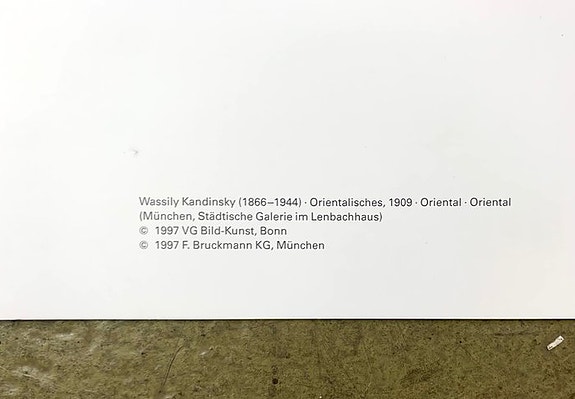 Wassily Kandinsky (1866–1944) · Orientalisches, 1909 · Oriental · Oriental
(München, Städtische Galerie im Lenbachhaus)
© 1997 VG Bild-Kunst, Bonn
© 1997 F. Bruckmann KG, München